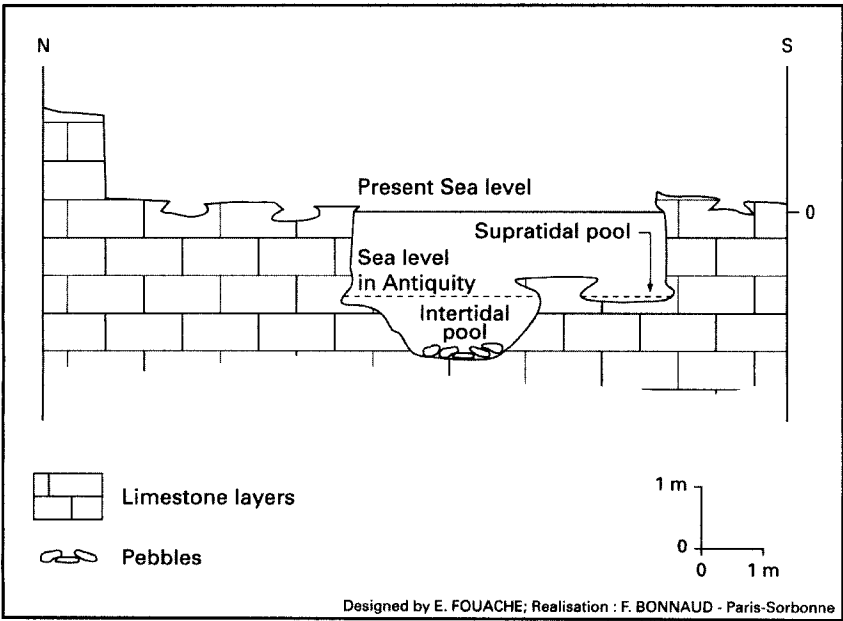 N
S
Present Sea level
0
Supratidal pool
Sea level
in Antiquity
Intertidal
pool
Limestone layers
Pebbles
1 m
0
0
1 m
Designed by E. FOUACHE; Realisation : F. BONNAUD - Paris-Sorbonne